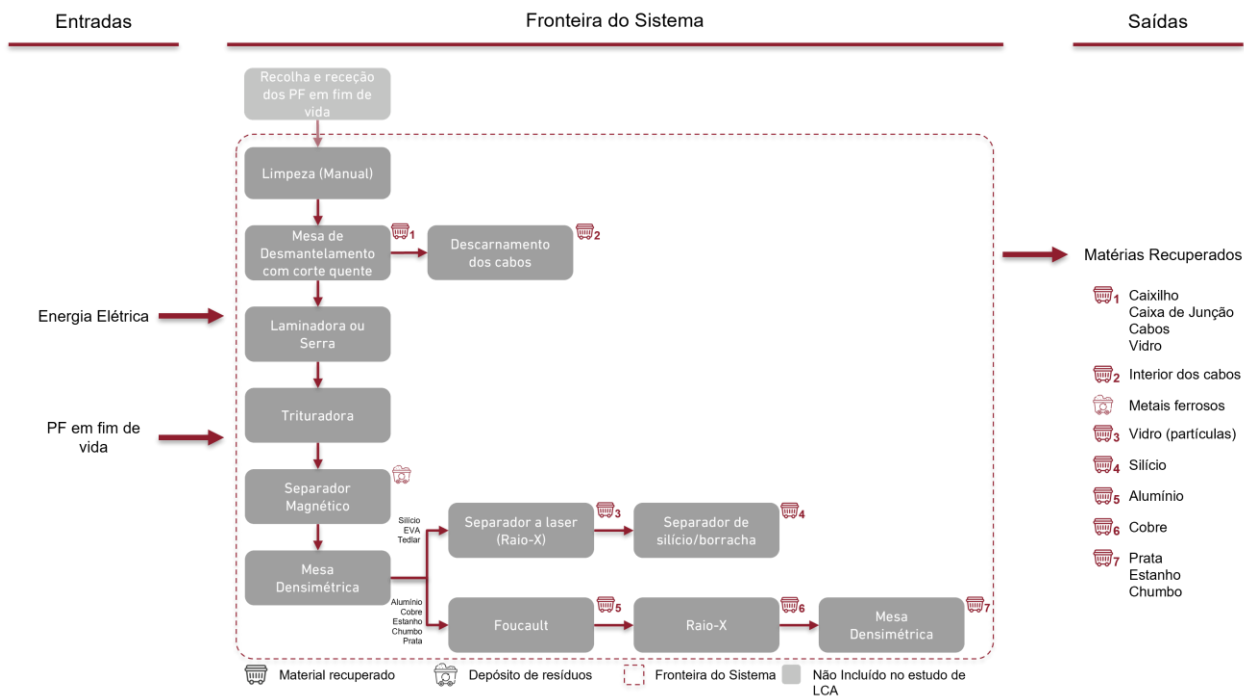 Entradas
Fronteira do Sistema
Saídas
Recolha e receção
dos PF em fim de
vida
Limpeza (Manual)
Mesa de
Desmantelamento
com corte quente
1
Descarnamento
dos cabos
2
Energia Elétrica
Laminadora ou
Serra
Trituradora
PF em fim de
vida
Separador
Magnético
Mesa
Densimétrica
Silício
EVA
Tedlar
Separador a laser
(Raio-X)
3
Separador de
silício/borracha
4
Alumínio
Cobre
Estanho
Chumbo
Prata
Foucault
5
Raio-X
6
Mesa
Densimétrica
7
Matérias Recuperados
1 Caixilho
Caixa de Junção
Cabos
Vidro
2 Interior dos cabos
Metais ferrosos
3 Vidro (partículas)
4 Silício
5 Alumínio
6 Cobre
7 Prata
Estanho
Chumbo
Material recuperado
Depósito de resíduos
Fronteira do Sistema
Não Incluído no estudo de
LCA